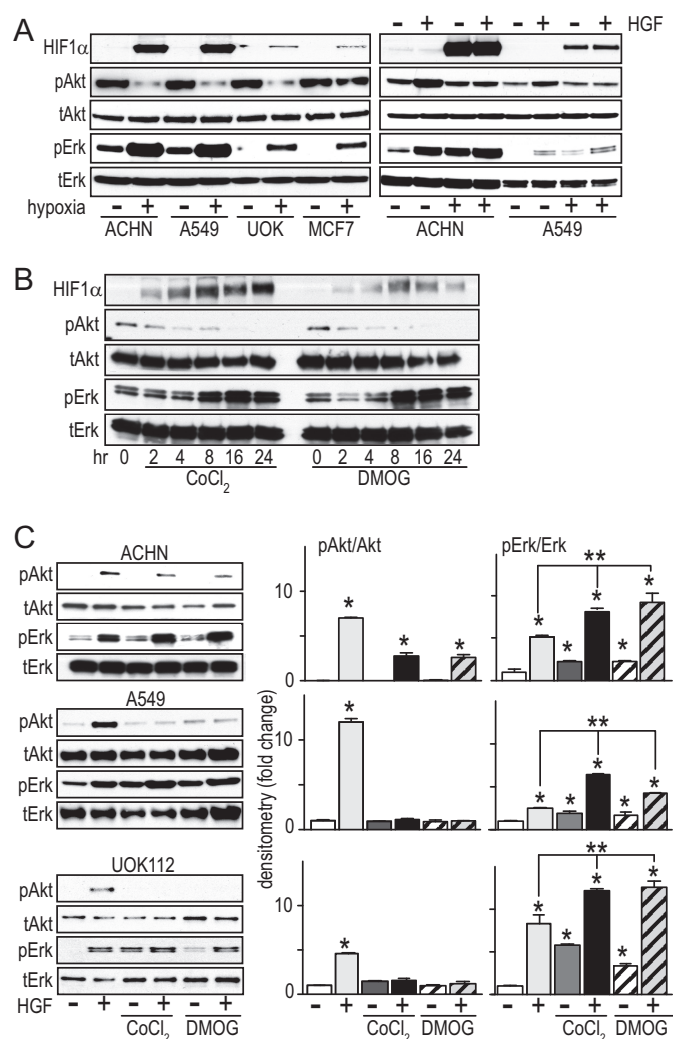 A
- + - + - + - + HGF
HIF1α
pAkt
tAkt
pErk
tErk
hypoxia - + - + - + - + - - + + - - + +
ACHN A549 UOK MCF7 ACHN A549
B
HIF1α
pAkt
tAkt
pErk
tErk
hr 0 2 4 8 16 24 0 2 4 8 16 24
CoCl2 DMOG
C
ACHN
pAkt
tAkt
pErk
tErk
A549
pAkt
tAkt
pErk
tErk
UOK112
pAkt
tAkt
pErk
tErk
HGF - + - + - +
CoCl2 DMOG
densitometry (fold change)
pAkt/Akt pErk/Erk
10
0
* * *
**
* * * * *
10
0
*
**
* * * * *
10
5
0
*
**
* * * * *
- + - + - + - + - + - +
CoCl2 DMOG CoCl2 DMOG